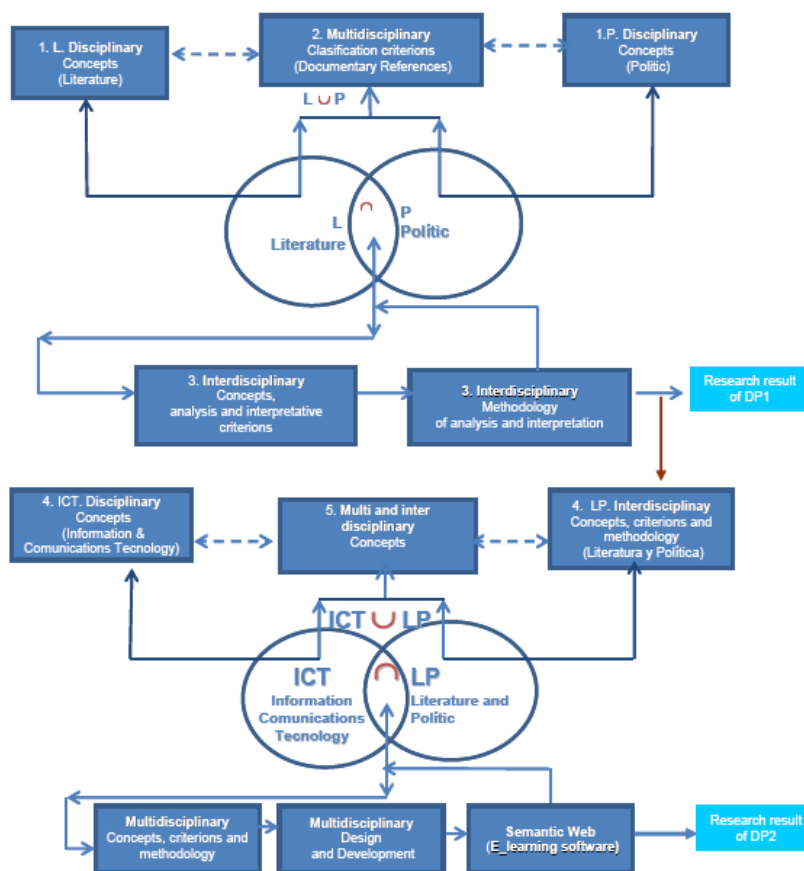 1. L. Disciplinary
Concepts
(Literature)
2. Multidisciplinary
Clasification criterions
(Documentary References)
1.P. Disciplinary
Concepts
(Politic)
L ∪ P
∩
L
Literature
P
Polític
3. Interdisciplinary
Concepts,
analysis and interpretative
criterions
3. Interdisciplinary
Methodology
of analysis and interpretation
Research result
of DP1
4. ICT. Disciplinary
Concepts
(Information &
Comunications Tecnology)
5. Multi and inter
disciplinary
Concepts
4. LP. Interdisciplinay
Concepts, criterions and
methodology
(Literatura y Política)
ICT ∪ LP
∩
ICT
Information
Comunications
Tecnology
LP
Literature and
Polític
Multidisciplinary
Concepts, criterions and
methodology
Multidisciplinary
Design
and Development
Semantic Web
(E_learning software)
Research result
of DP2